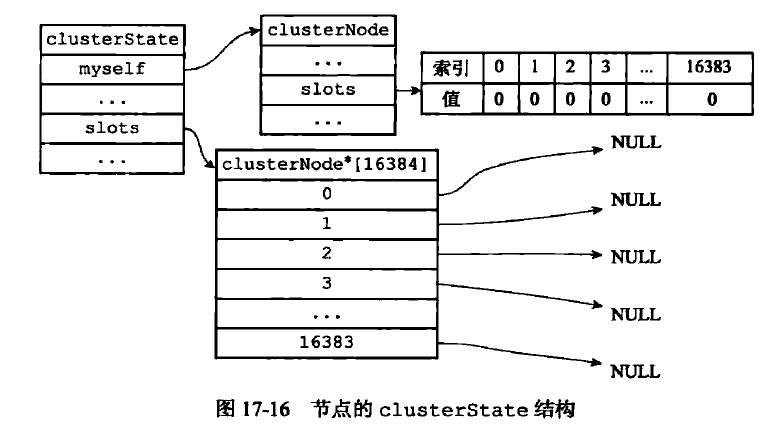 clusterState
myself
...
slots
...
clusterNode
...
slots
...
索引 0 1 2 3 ... 16383
值 0 0 0 0 ... 0
clusterNode*[16384]
0
1
2
3
...
16383
NULL
NULL
NULL
NULL
NULL
图 17-16 节点的 clusterState 结构